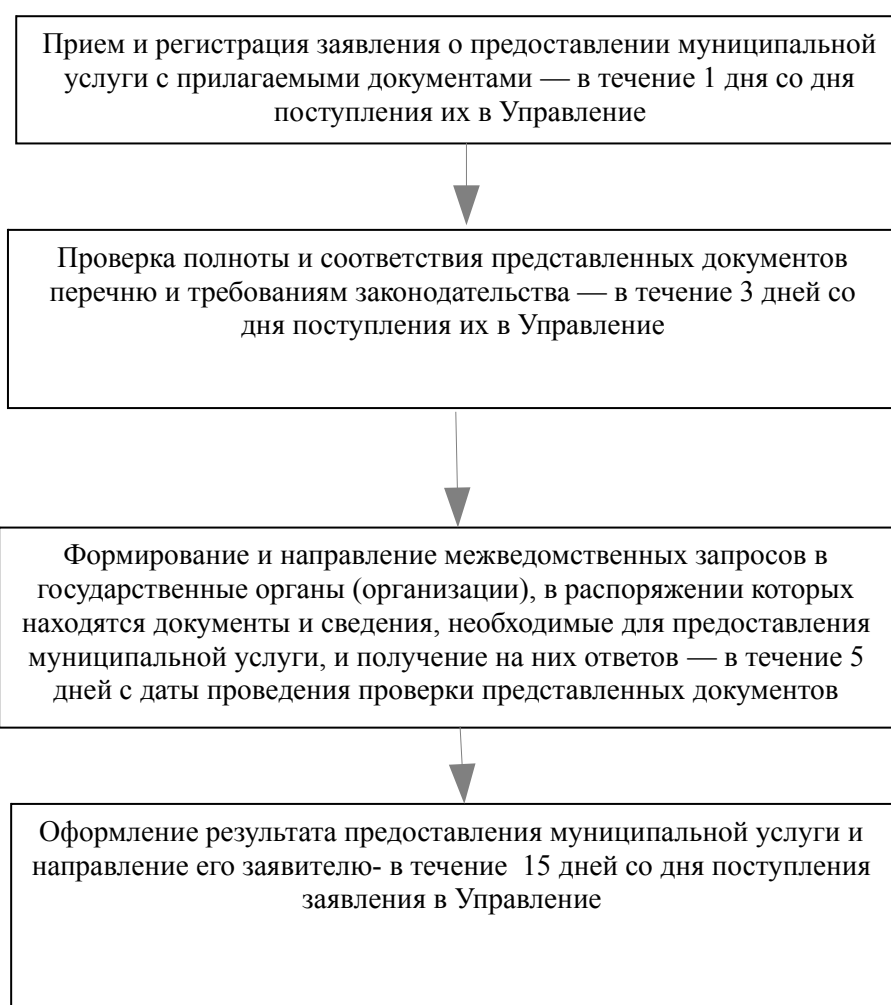 Прием и регистрация заявления о предоставлении муниципальной
услуги с прилагаемыми документами — в течение 1 дня со дня
поступления их в Управление
Проверка полноты и соответствия представленных документов
перечню и требованиям законодательства — в течение 3 дней со
дня поступления их в Управление
Формирование и направление межведомственных запросов в
государственные органы (организации), в распоряжении которых
находятся документы и сведения, необходимые для предоставления
муниципальной услуги, и получение на них ответов — в течение 5
дней с даты проведения проверки представленных документов
Оформление результата предоставления муниципальной услуги и
направление его заявителю- в течение  15 дней со дня поступления
заявления в Управление